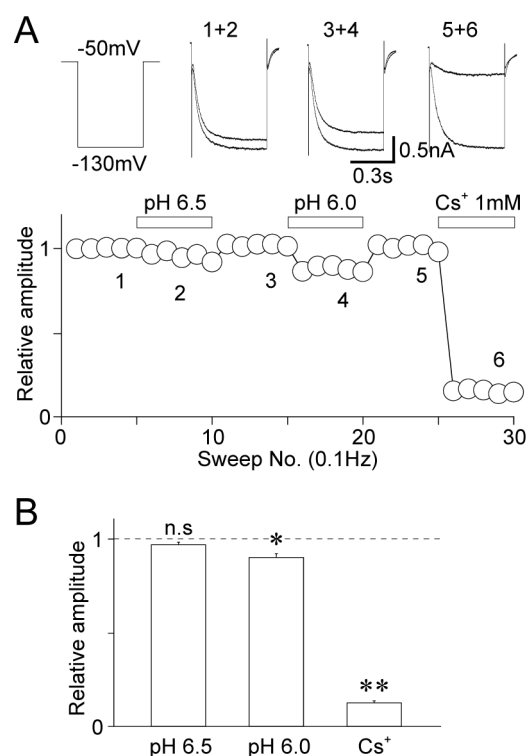 A
-50mV
-130mV
1+2
3+4
5+6
0.5nA
0.3s
pH 6.5
pH 6.0
Cs⁺ 1mM
Relative amplitude
1
0
1
2
3
4
5
6
0
10
20
30
Sweep No. (0.1Hz)
B
Relative amplitude
1
0
n.s
*
**
pH 6.5
pH 6.0
Cs⁺